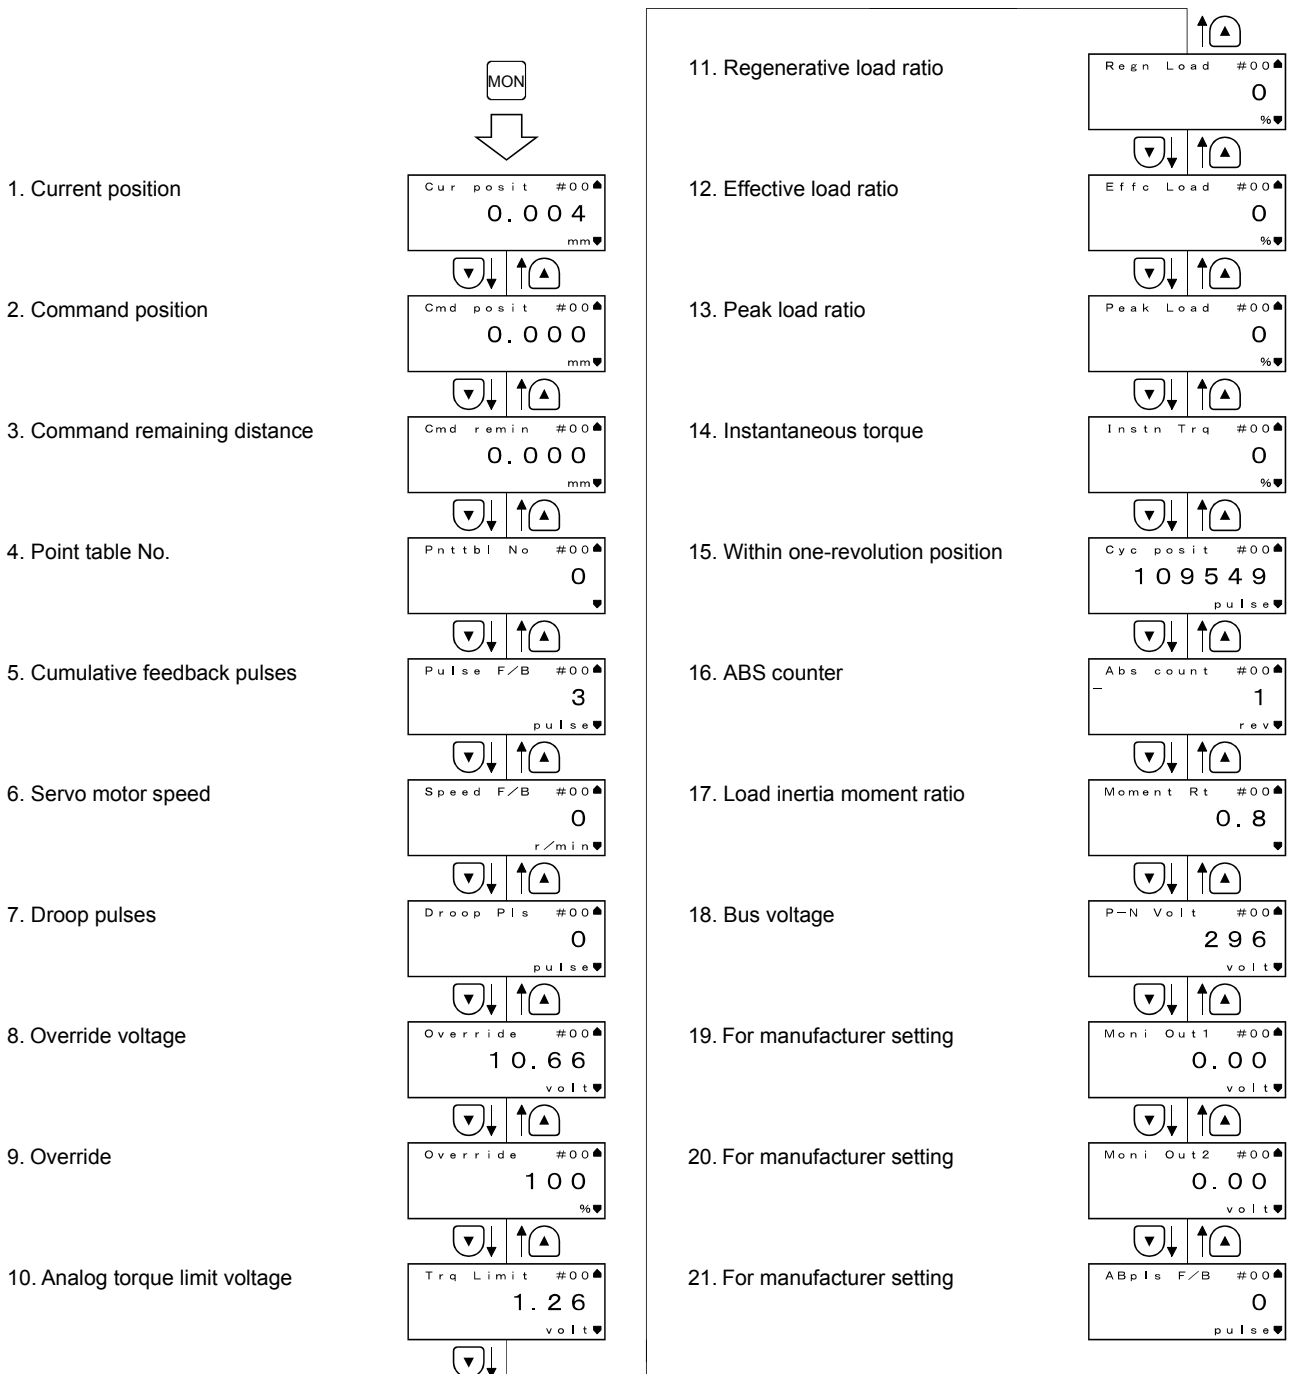 MON
1. Current position
Cur posit #00
0.004
mm
2. Command position
Cmd posit #00
0.000
mm
3. Command remaining distance
Cmd remin #00
0.000
mm
4. Point table No.
Pnttbl No #00
0
5. Cumulative feedback pulses
Pulse F/B #00
3
pulse
6. Servo motor speed
Speed F/B #00
0
r/min
7. Droop pulses
Droop Pls #00
0
pulse
8. Override voltage
Override #00
10.66
volt
9. Override
Override #00
100
%
10. Analog torque limit voltage
Trq Limit #00
1.26
volt
11. Regenerative load ratio
Regn Load #00
0
%
12. Effective load ratio
Effc Load #00
0
%
13. Peak load ratio
Peak Load #00
0
%
14. Instantaneous torque
Instn Trq #00
0
%
15. Within one-revolution position
Cyc posit #00
109549
pulse
16. ABS counter
Abs count #00
- 1
rev
17. Load inertia moment ratio
Moment Rt #00
0.8
18. Bus voltage
P-N Volt #00
296
volt
19. For manufacturer setting
Moni Out1 #00
0.00
volt
20. For manufacturer setting
Moni Out2 #00
0.00
volt
21. For manufacturer setting
ABpls F/B #00
0
pulse